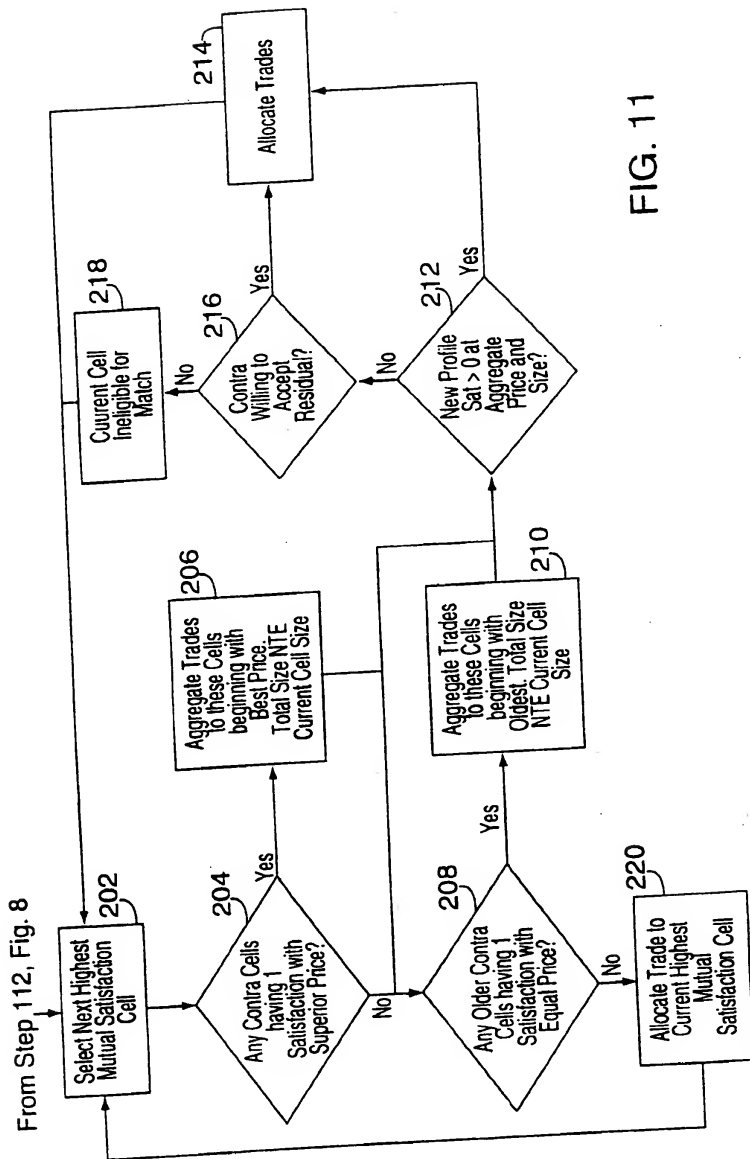 From Step 112, Fig. 8
202
Select Next Highest
Mutual Satisfaction
Cell
204
Any Contra Cells
having 1
Satisfaction with
Superior Price?
Yes
No
206
Aggregate Trades
to these Cells
beginning with
Best Price.
Total Size NTE
Current Cell Size
208
Any Older Contra
Cells having 1
Satisfaction with
Equal Price?
Yes
No
210
Aggregate Trades
to these Cells
beginning with
Oldest. Total Size
NTE Current Cell
Size
220
Allocate Trade to
Current Highest
Mutual
Satisfaction Cell
212
New Profile
Sat > 0 at
Aggregate
Price and
Size?
Yes
No
216
Contra
Willing to
Accept
Residual?
Yes
No
218
Cuurent Cell
Ineligible for
Match
214
Allocate Trades
FIG. 11